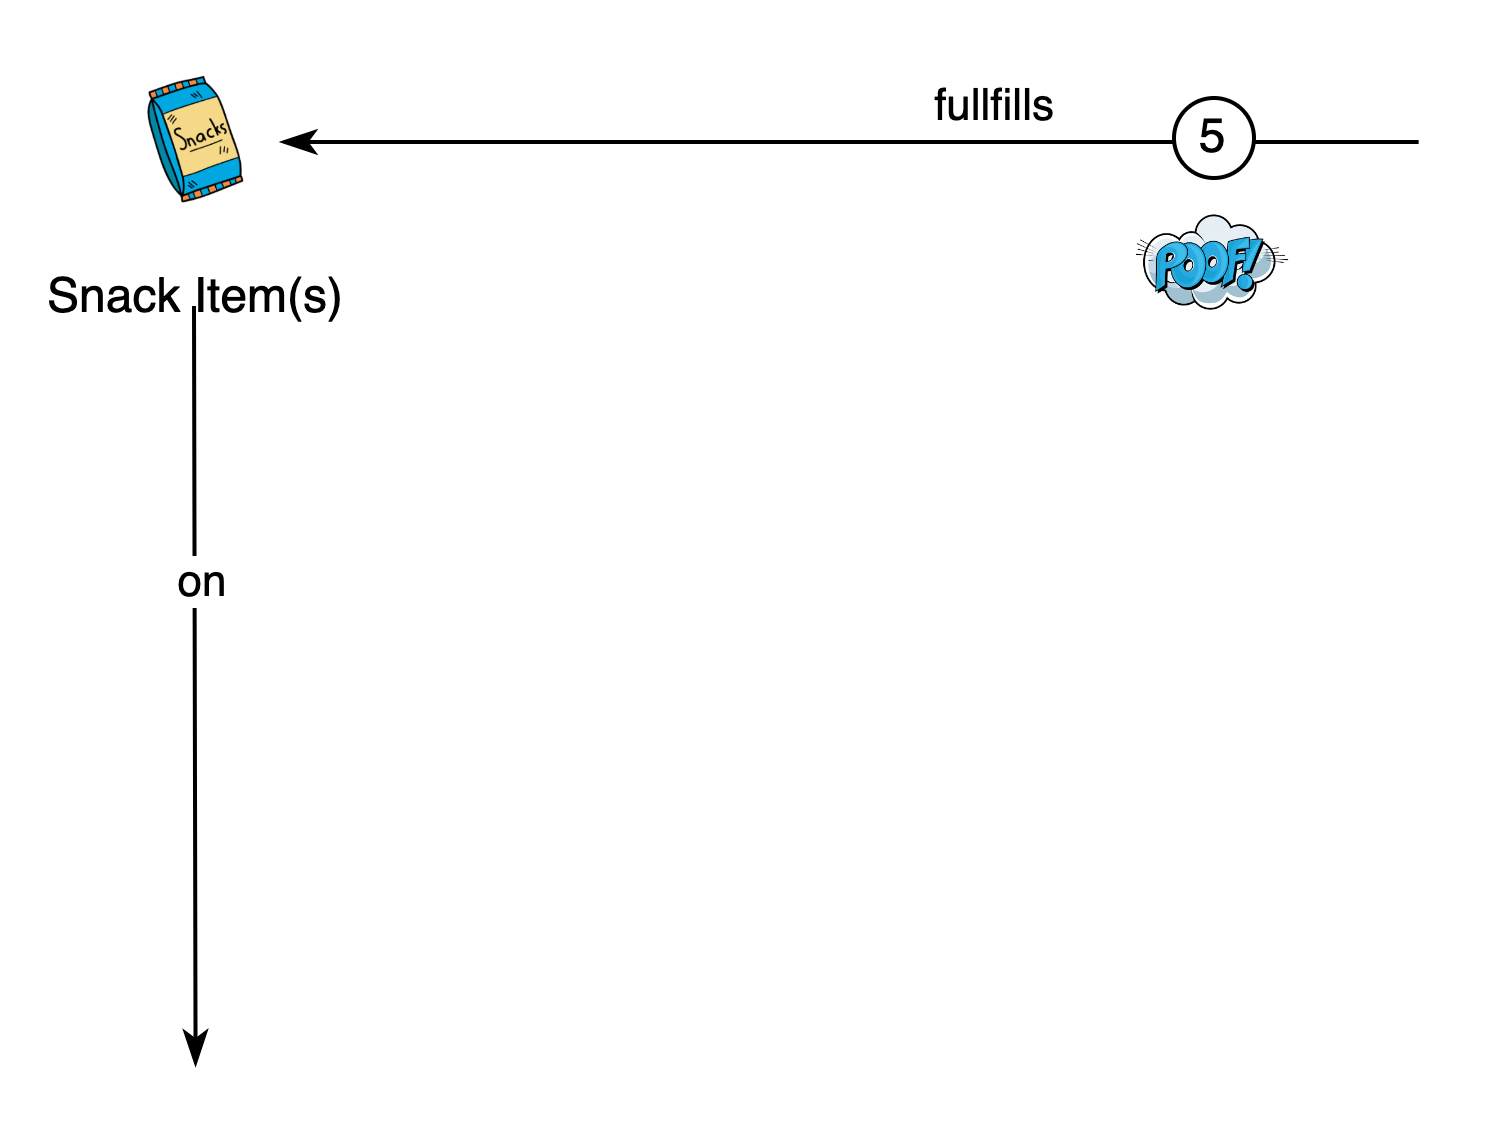 fullfills
5
Snacks
POOF!
Snack Item(s)
on